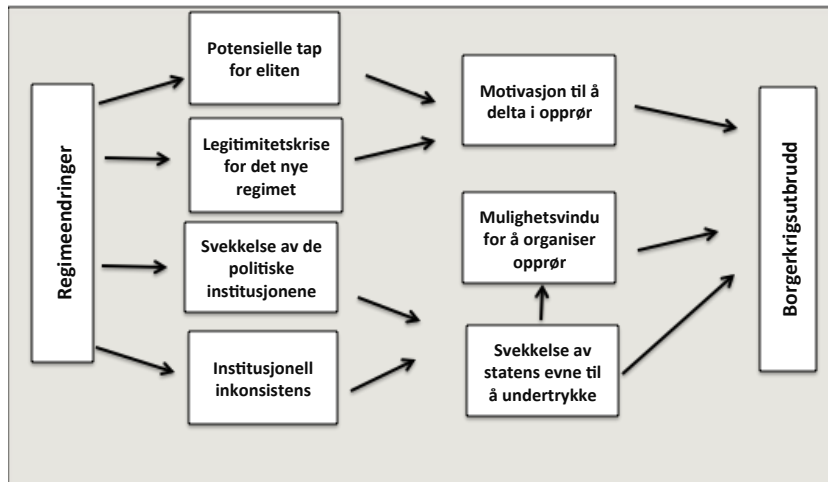 Regimeendringer
Potensielle tap
for eliten
Legitimitetskrise
for det nye
regimet
Svekkelse av de
politiske
institusjonene
Institusjonell
inkonsistens
Motivasjon til å
delta i opprør
Mulighetsvindu
for å organiser
opprør
Svekkelse av
statens evne til
å undertrykke
Borgerkrigsutbrudd